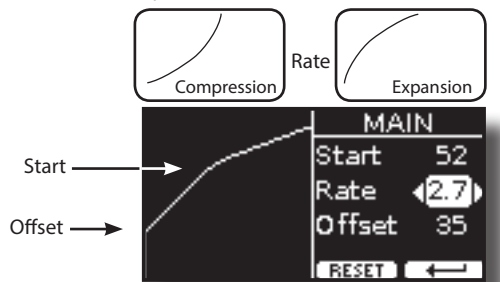 Compression
Rate
Expansion
MAIN
Start 52
Rate 2.7
Offset 35
RESET
Start
Offset